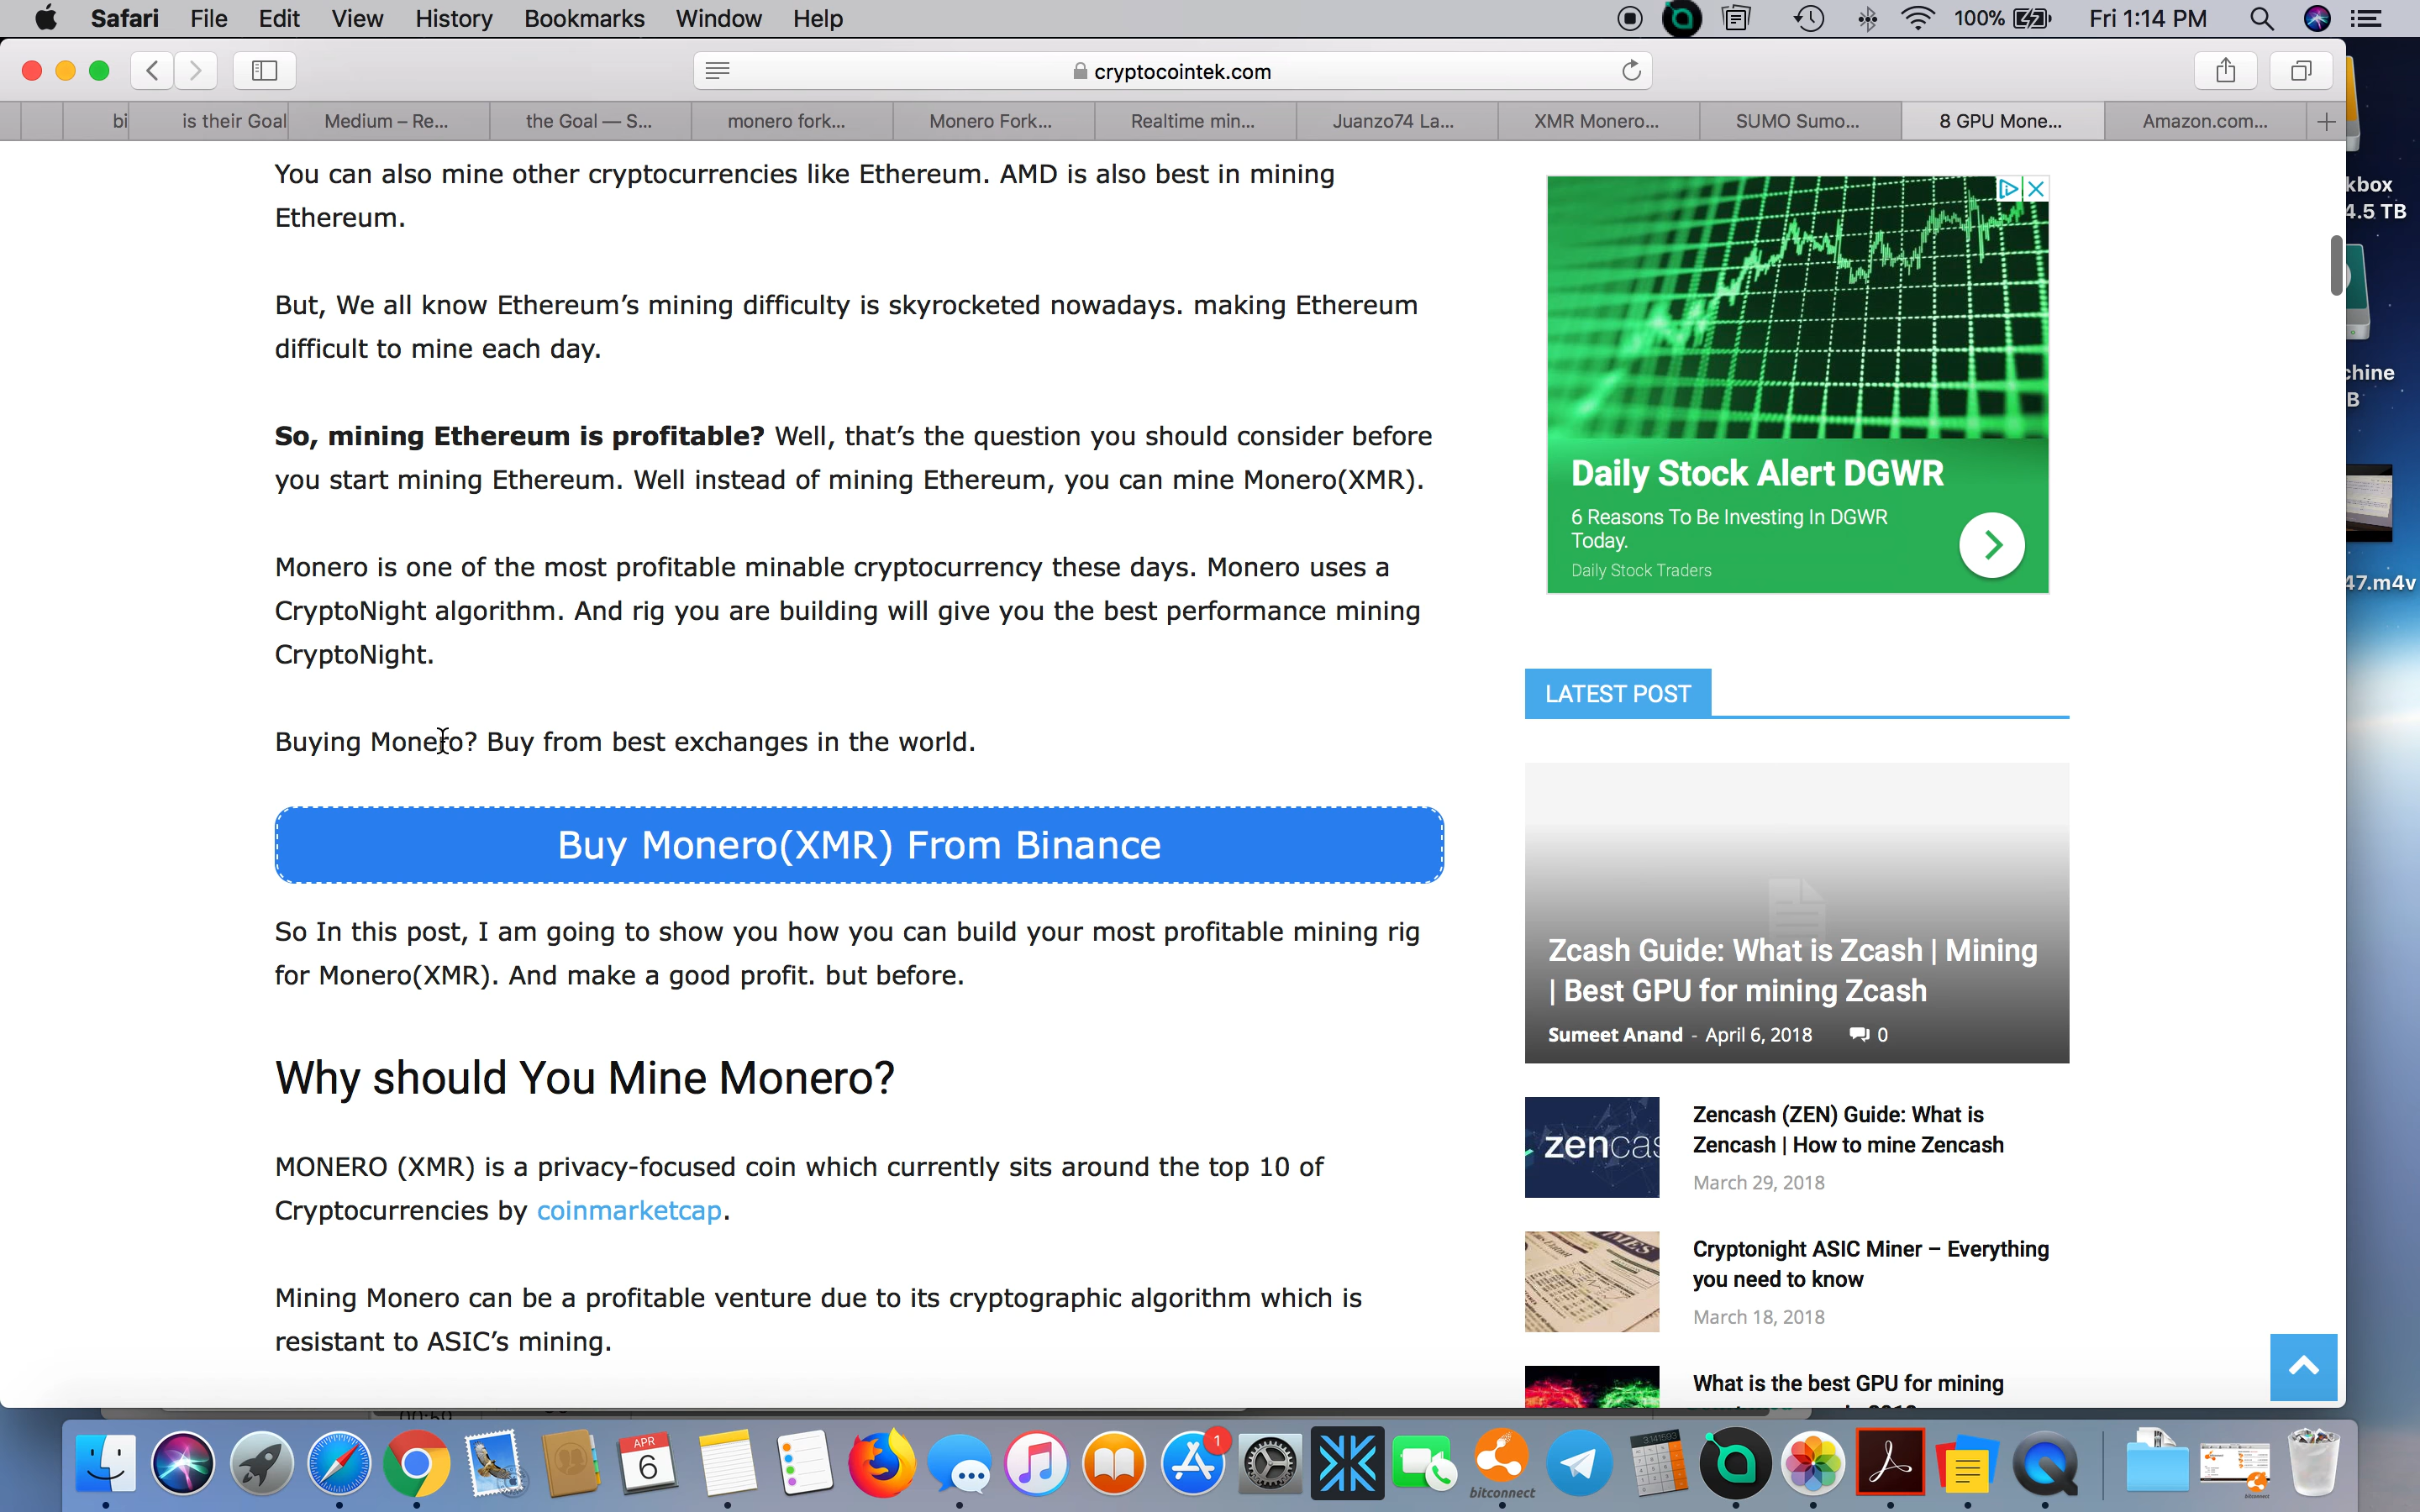 Safari File Edit View History Bookmarks Window Help
100% Fri 1:14 PM
cryptocointek.com
bi
is their Goal
Medium – Re...
the Goal — S...
monero fork...
Monero Fork...
Realtime min...
Juanzo74 La...
XMR Monero...
SUMO Sumo...
8 GPU Mone...
Amazon.com...
You can also mine other cryptocurrencies like Ethereum. AMD is also best in mining
Ethereum.
But, We all know Ethereum’s mining difficulty is skyrocketed nowadays. making Ethereum
difficult to mine each day.
So, mining Ethereum is profitable? Well, that’s the question you should consider before
you start mining Ethereum. Well instead of mining Ethereum, you can mine Monero(XMR).
Monero is one of the most profitable minable cryptocurrency these days. Monero uses a
CryptoNight algorithm. And rig you are building will give you the best performance mining
CryptoNight.
Buying Monero? Buy from best exchanges in the world.
Buy Monero(XMR) From Binance
So In this post, I am going to show you how you can build your most profitable mining rig
for Monero(XMR). And make a good profit. but before.
Why should You Mine Monero?
MONERO (XMR) is a privacy-focused coin which currently sits around the top 10 of
Cryptocurrencies by coinmarketcap.
Mining Monero can be a profitable venture due to its cryptographic algorithm which is
resistant to ASIC’s mining.
Daily Stock Alert DGWR
6 Reasons To Be Investing In DGWR
Today.
Daily Stock Traders
LATEST POST
Zcash Guide: What is Zcash | Mining
| Best GPU for mining Zcash
Sumeet Anand - April 6, 2018 0
zencas
Zencash (ZEN) Guide: What is
Zencash | How to mine Zencash
March 29, 2018
TIMES
Cryptonight ASIC Miner – Everything
you need to know
March 18, 2018
What is the best GPU for mining
kbox
4.5 TB
chine
B
47.m4v
APR
6
1
bitconnect